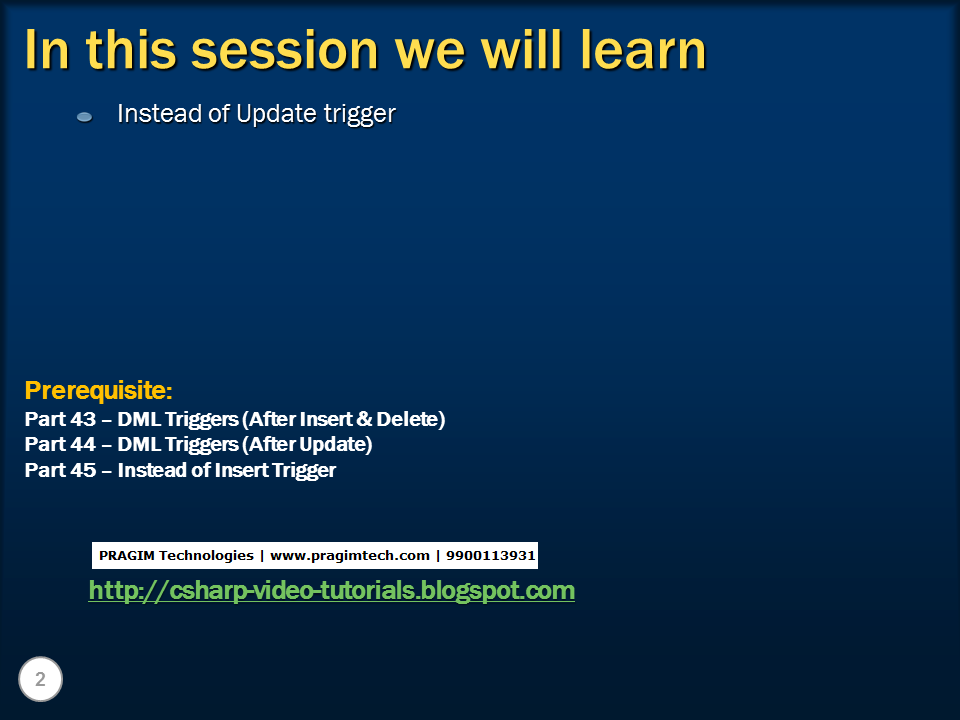 In this session we will learn
Instead of Update trigger
Prerequisite:
Part 43 – DML Triggers (After Insert & Delete)
Part 44 – DML Triggers (After Update)
Part 45 – Instead of Insert Trigger
PRAGIM Technologies | www.pragimtech.com | 9900113931
http://csharp-video-tutorials.blogspot.com
2